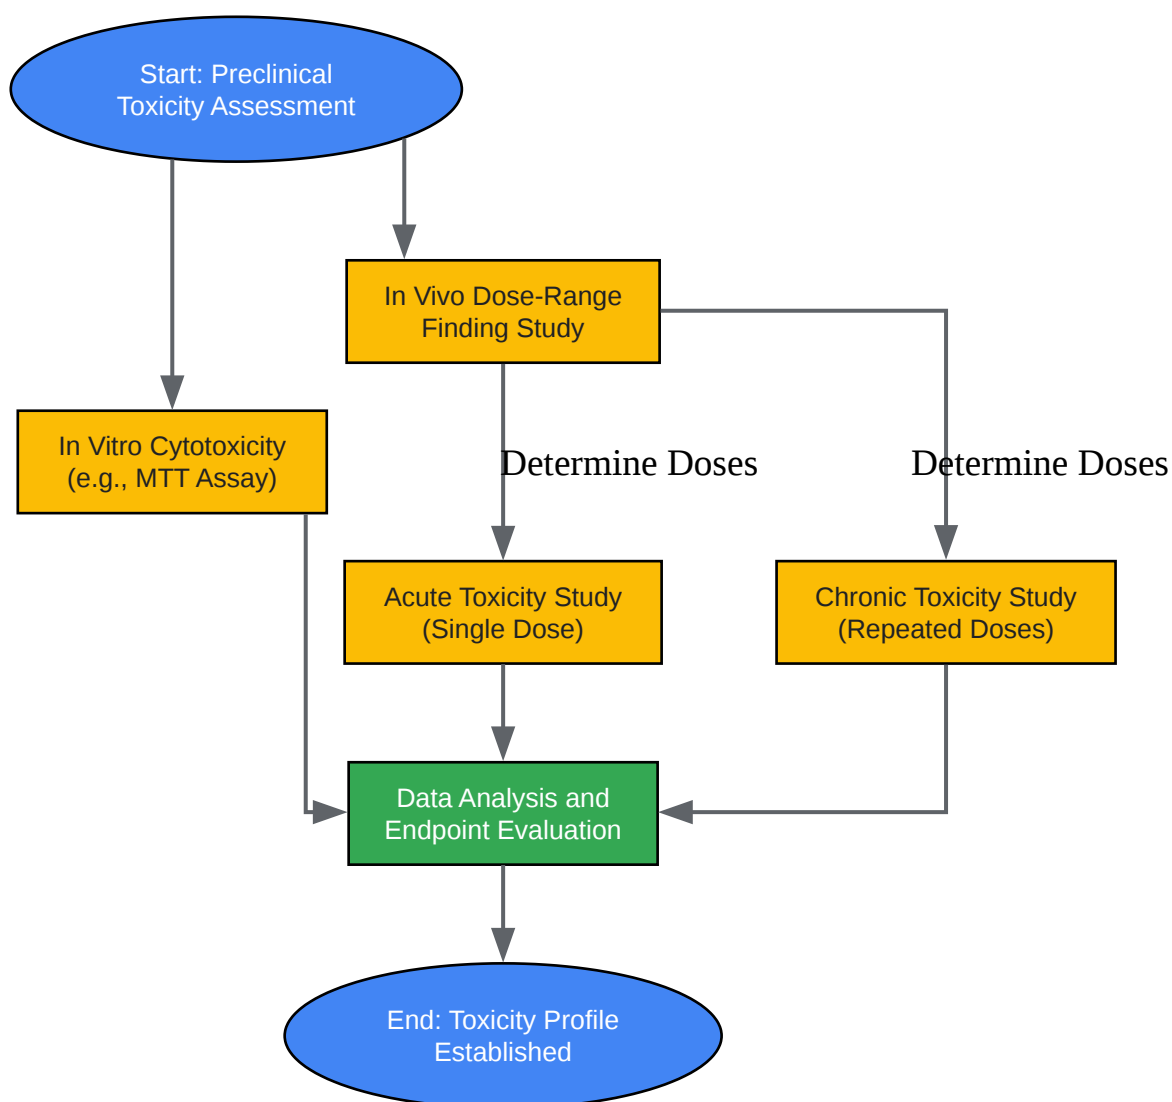 Start: Preclinical
Toxicity Assessment
In Vivo Dose-Range
Finding Study
In Vitro Cytotoxicity
(e.g., MTT Assay)
Determine Doses
Determine Doses
Acute Toxicity Study
(Single Dose)
Chronic Toxicity Study
(Repeated Doses)
Data Analysis and
Endpoint Evaluation
End: Toxicity Profile
Established